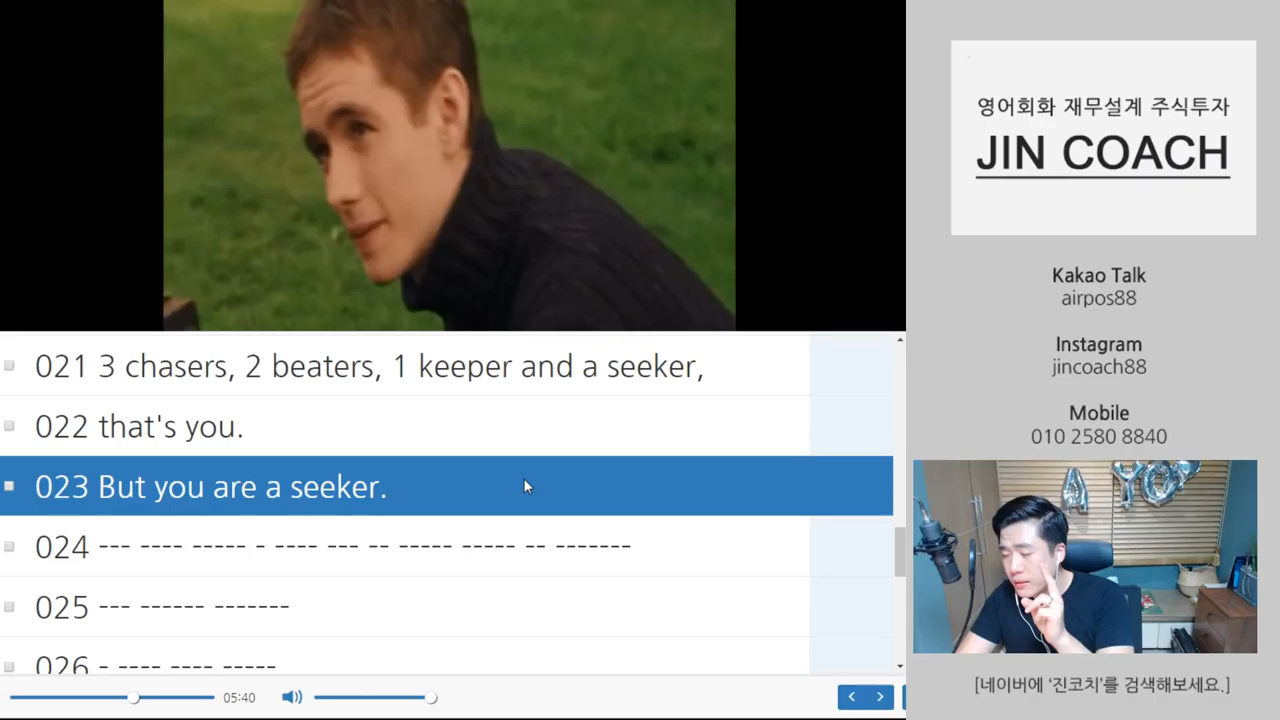 영어회화 재무설계 주식투자
JIN COACH
Kakao Talk
airpos88
Instagram
jincoach88
Mobile
010 2580 8840
021 3 chasers, 2 beaters, 1 keeper and a seeker,
022 that's you.
023 But you are a seeker.
024 --- ---- ----- - ---- --- -- ----- ----- -- -------
025 --- ------ -------
026 - ---- ---- -----
05:40
A YO!
[네이버에 '진코치'를 검색해보세요.]